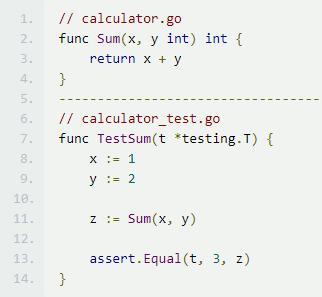 1. // calculator.go
2. func Sum(x, y int) int {
3.     return x + y
4. }
5. -----------------------------------
6. // calculator_test.go
7. func TestSum(t *testing.T) {
8.     x := 1
9.     y := 2
10.
11.     z := Sum(x, y)
12.
13.     assert.Equal(t, 3, z)
14. }